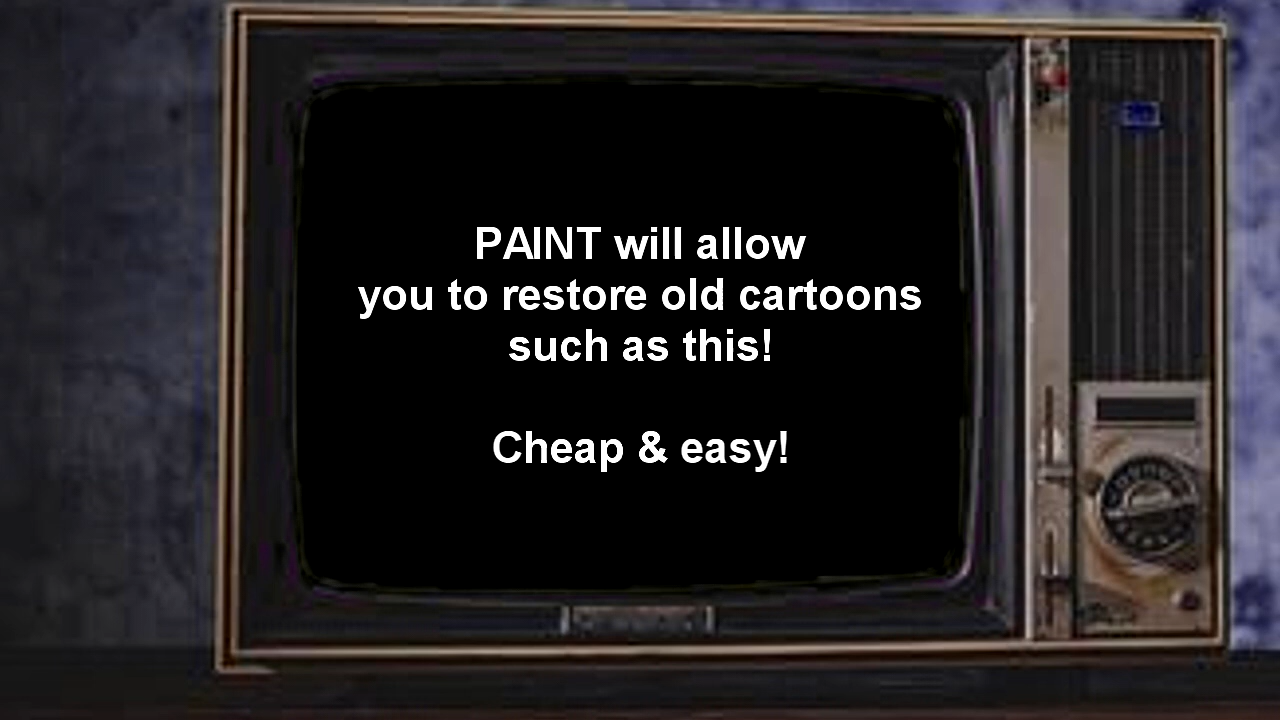 PAINT will allow
you to restore old cartoons
such as this!
Cheap & easy!